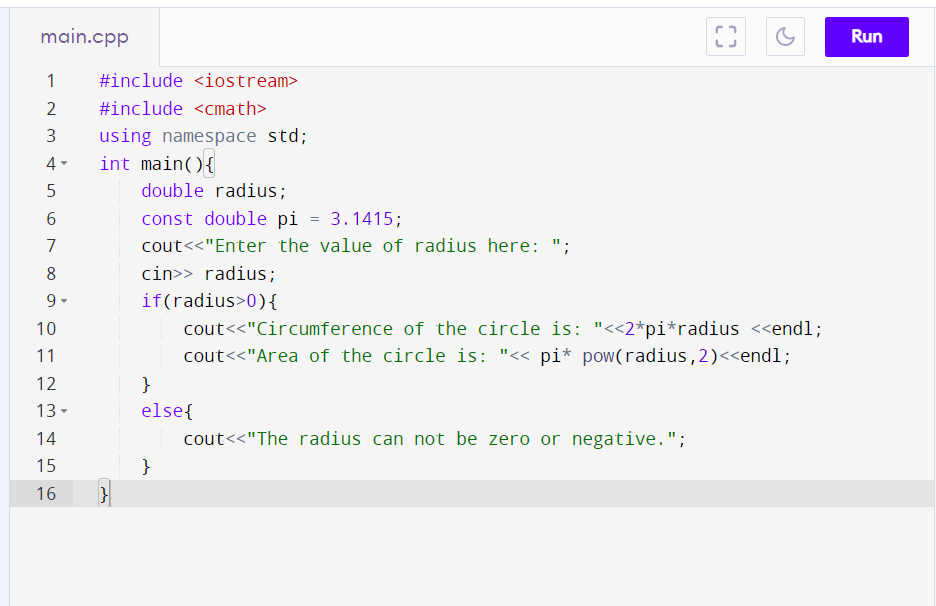 main.cpp
Run
1 #include <iostream>
2 #include <cmath>
3 using namespace std;
4 int main(){
5 double radius;
6 const double pi = 3.1415;
7 cout<<"Enter the value of radius here: ";
8 cin>> radius;
9 if(radius>0){
10 cout<<"Circumference of the circle is: "<<2*pi*radius <<endl;
11 cout<<"Area of the circle is: "<< pi* pow(radius,2)<<endl;
12 }
13 else{
14 cout<<"The radius can not be zero or negative.";
15 }
16 }